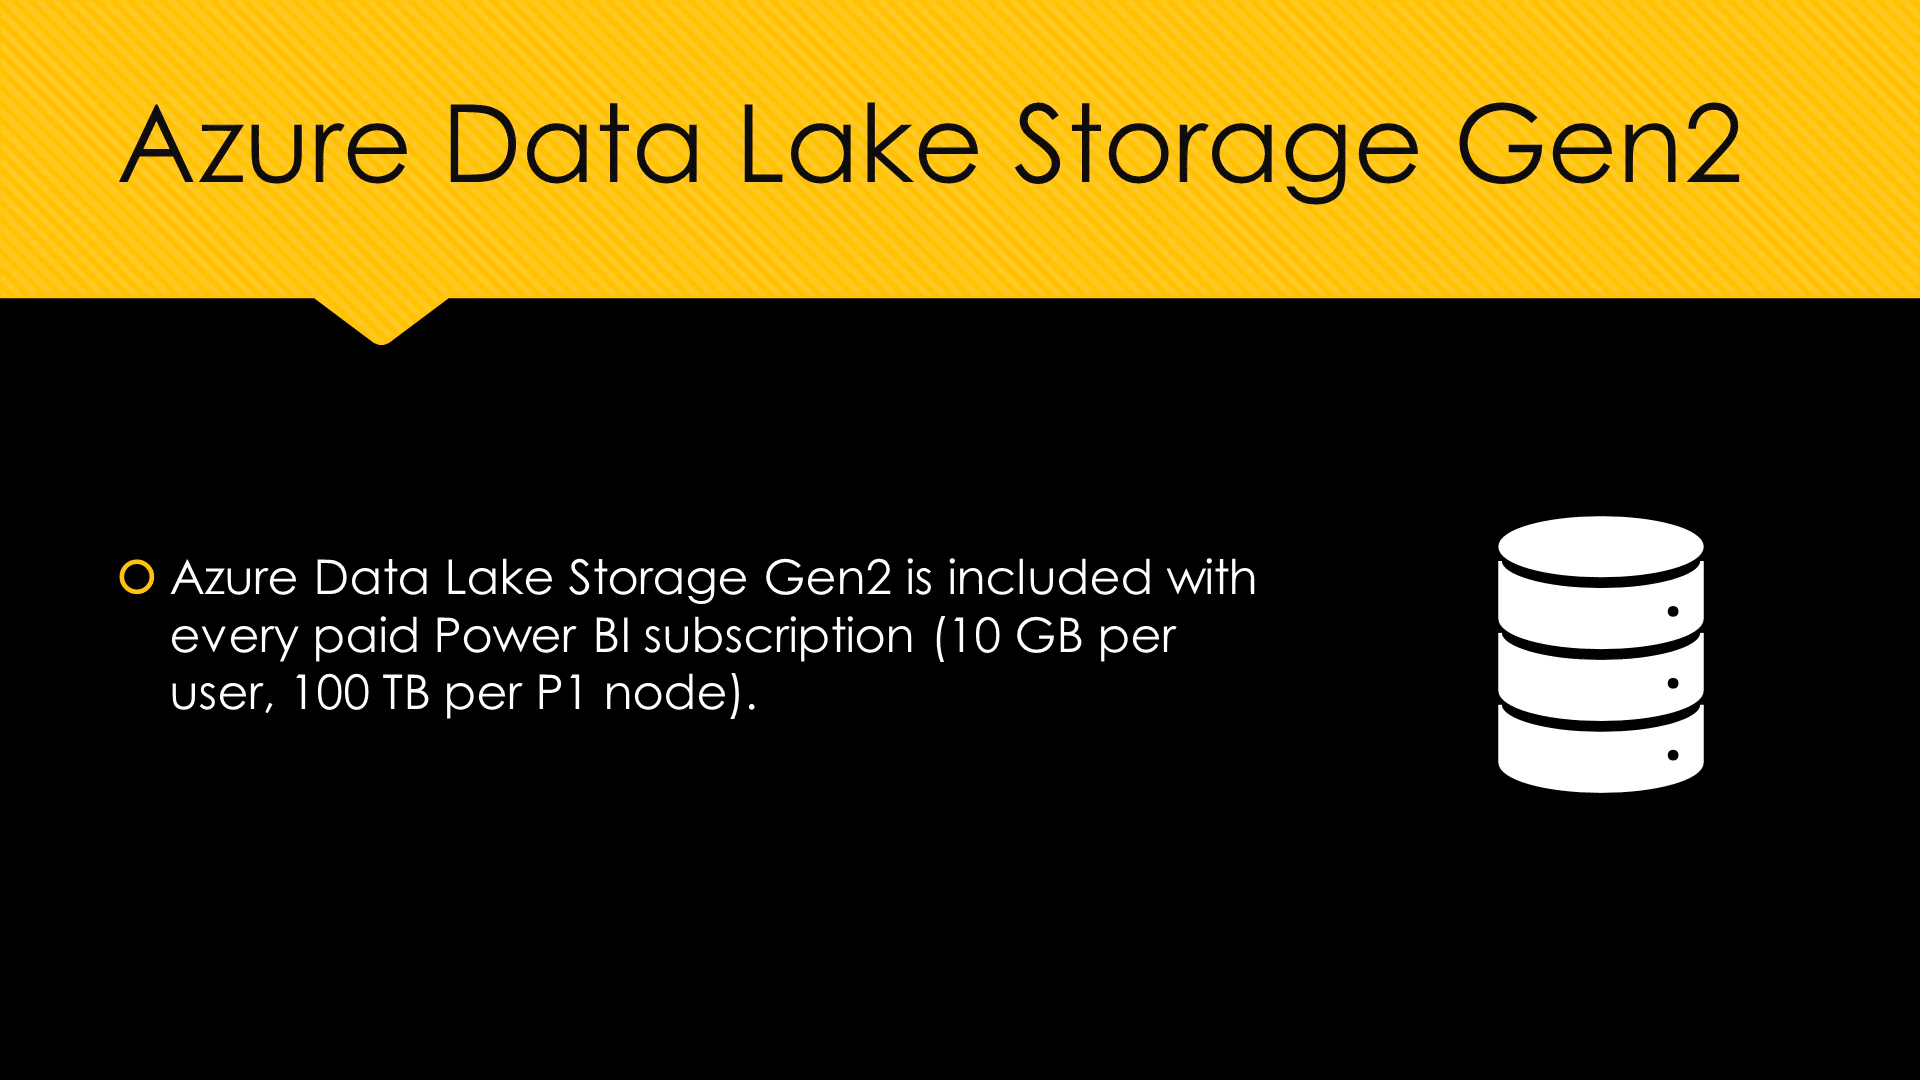 Azure Data Lake Storage Gen2
Azure Data Lake Storage Gen2 is included with
every paid Power BI subscription (10 GB per
user, 100 TB per P1 node).